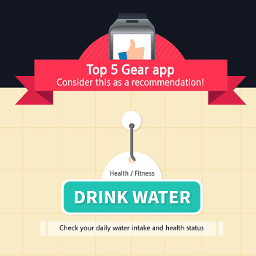 Top 5 Gear app
Consider this as a recommendation!
Health / Fitness
DRINK WATER
Check your daily water intake and health status